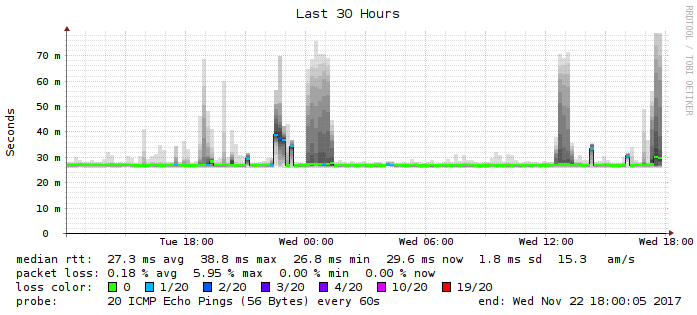 Last 30 Hours
RRDTOOL / TOBI OETIKER
Seconds
70 m
60 m
50 m
40 m
30 m
20 m
10 m
0
Tue 18:00 Wed 00:00 Wed 06:00 Wed 12:00 Wed 18:00
median rtt: 27.3 ms avg 38.8 ms max 26.8 ms min 29.6 ms now 1.8 ms sd 15.3 am/s
packet loss: 0.18 % avg 5.95 % max 0.00 % min 0.00 % now
loss color: 0 1/20 2/20 3/20 4/20 10/20 19/20
probe: 20 ICMP Echo Pings (56 Bytes) every 60s end: Wed Nov 22 18:00:05 2017